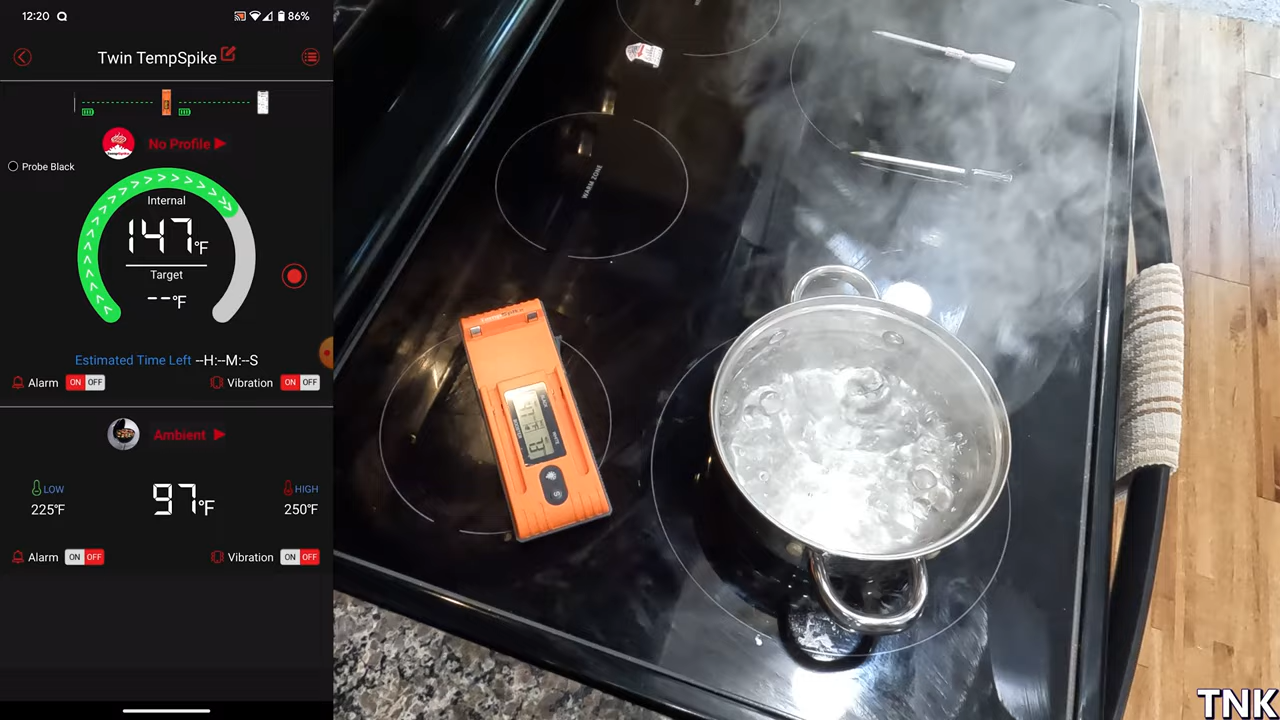 12:20
86%
Twin TempSpike
No Profile
Probe Black
Internal
147°F
Target
--°F
Estimated Time Left --H:--M:--S
Alarm ON OFF
Vibration ON OFF
Ambient
LOW
225°F
97°F
HIGH
250°F
Alarm ON OFF
Vibration ON OFF
WARM ZONE
TNK